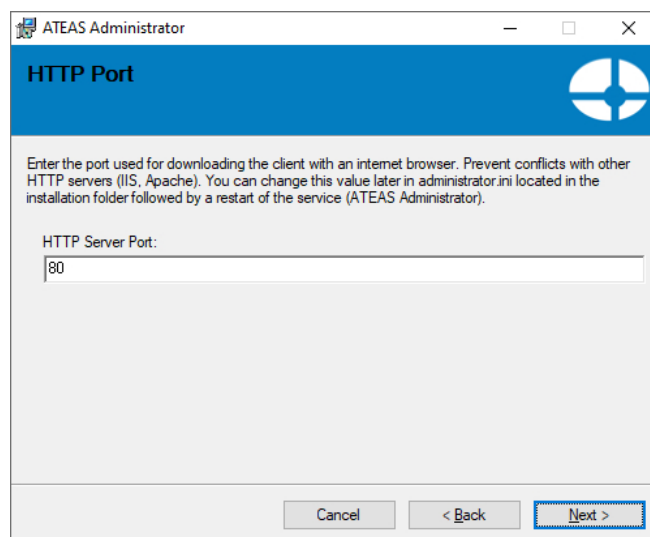 ATEAS Administrator
HTTP Port
Enter the port used for downloading the client with an internet browser. Prevent conflicts with other
HTTP servers (IIS, Apache). You can change this value later in administrator.ini located in the
installation folder followed by a restart of the service (ATEAS Administrator).
HTTP Server Port:
80
Cancel
< Back
Next >